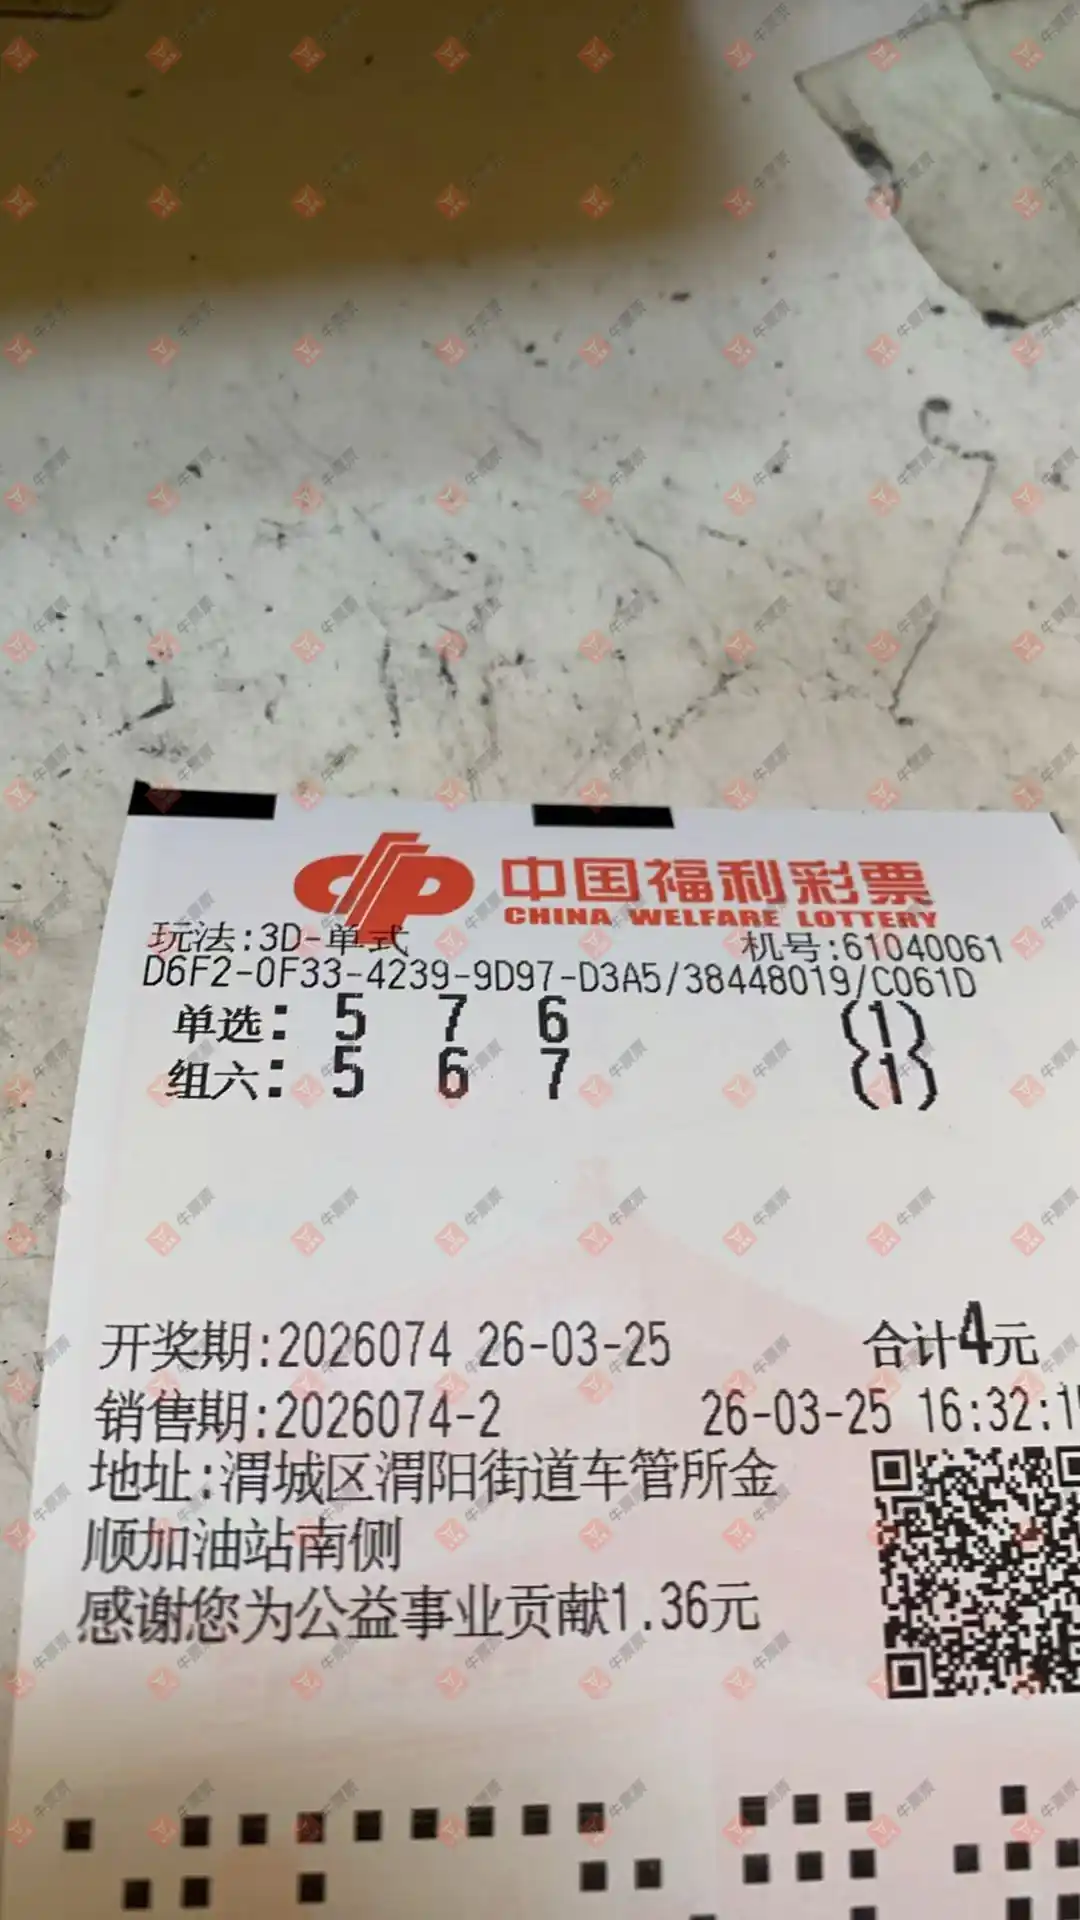 中国福利彩票
CHINA WELFARE LOTTERY
玩法:3D-单式 机号:61040061
D6F2-0F33-4239-9D97-D3A5/38448019/C061D
单选: 5 7 6 (1)
组六: 5 6 7 (1)
开奖期:2026074 26-03-25 合计4元
销售期:2026074-2 26-03-25 16:32:1
地址:渭城区渭阳街道车管所金
顺加油站南侧
感谢您为公益事业贡献1.36元
牛票票